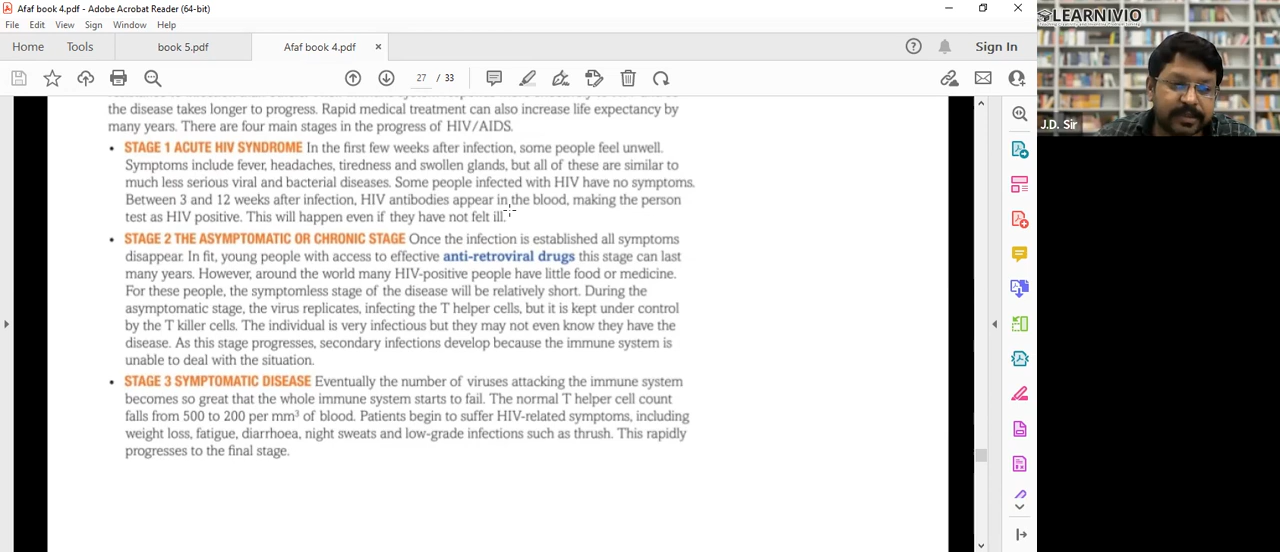 Afaf book 4.pdf - Adobe Acrobat Reader (64-bit)
File Edit View Sign Window Help
Home Tools book 5.pdf Afaf book 4.pdf × Sign In
27 / 33
the disease takes longer to progress. Rapid medical treatment can also increase life expectancy by
many years. There are four main stages in the progress of HIV/AIDS.
• STAGE 1 ACUTE HIV SYNDROME In the first few weeks after infection, some people feel unwell.
Symptoms include fever, headaches, tiredness and swollen glands, but all of these are similar to
much less serious viral and bacterial diseases. Some people infected with HIV have no symptoms.
Between 3 and 12 weeks after infection, HIV antibodies appear in the blood, making the person
test as HIV positive. This will happen even if they have not felt ill.
• STAGE 2 THE ASYMPTOMATIC OR CHRONIC STAGE Once the infection is established all symptoms
disappear. In fit, young people with access to effective anti-retroviral drugs this stage can last
many years. However, around the world many HIV-positive people have little food or medicine.
For these people, the symptomless stage of the disease will be relatively short. During the
asymptomatic stage, the virus replicates, infecting the T helper cells, but it is kept under control
by the T killer cells. The individual is very infectious but they may not even know they have the
disease. As this stage progresses, secondary infections develop because the immune system is
unable to deal with the situation.
• STAGE 3 SYMPTOMATIC DISEASE Eventually the number of viruses attacking the immune system
becomes so great that the whole immune system starts to fail. The normal T helper cell count
falls from 500 to 200 per mm³ of blood. Patients begin to suffer HIV-related symptoms, including
weight loss, fatigue, diarrhoea, night sweats and low-grade infections such as thrush. This rapidly
progresses to the final stage.
LEARNIVIO
J.D. Sir